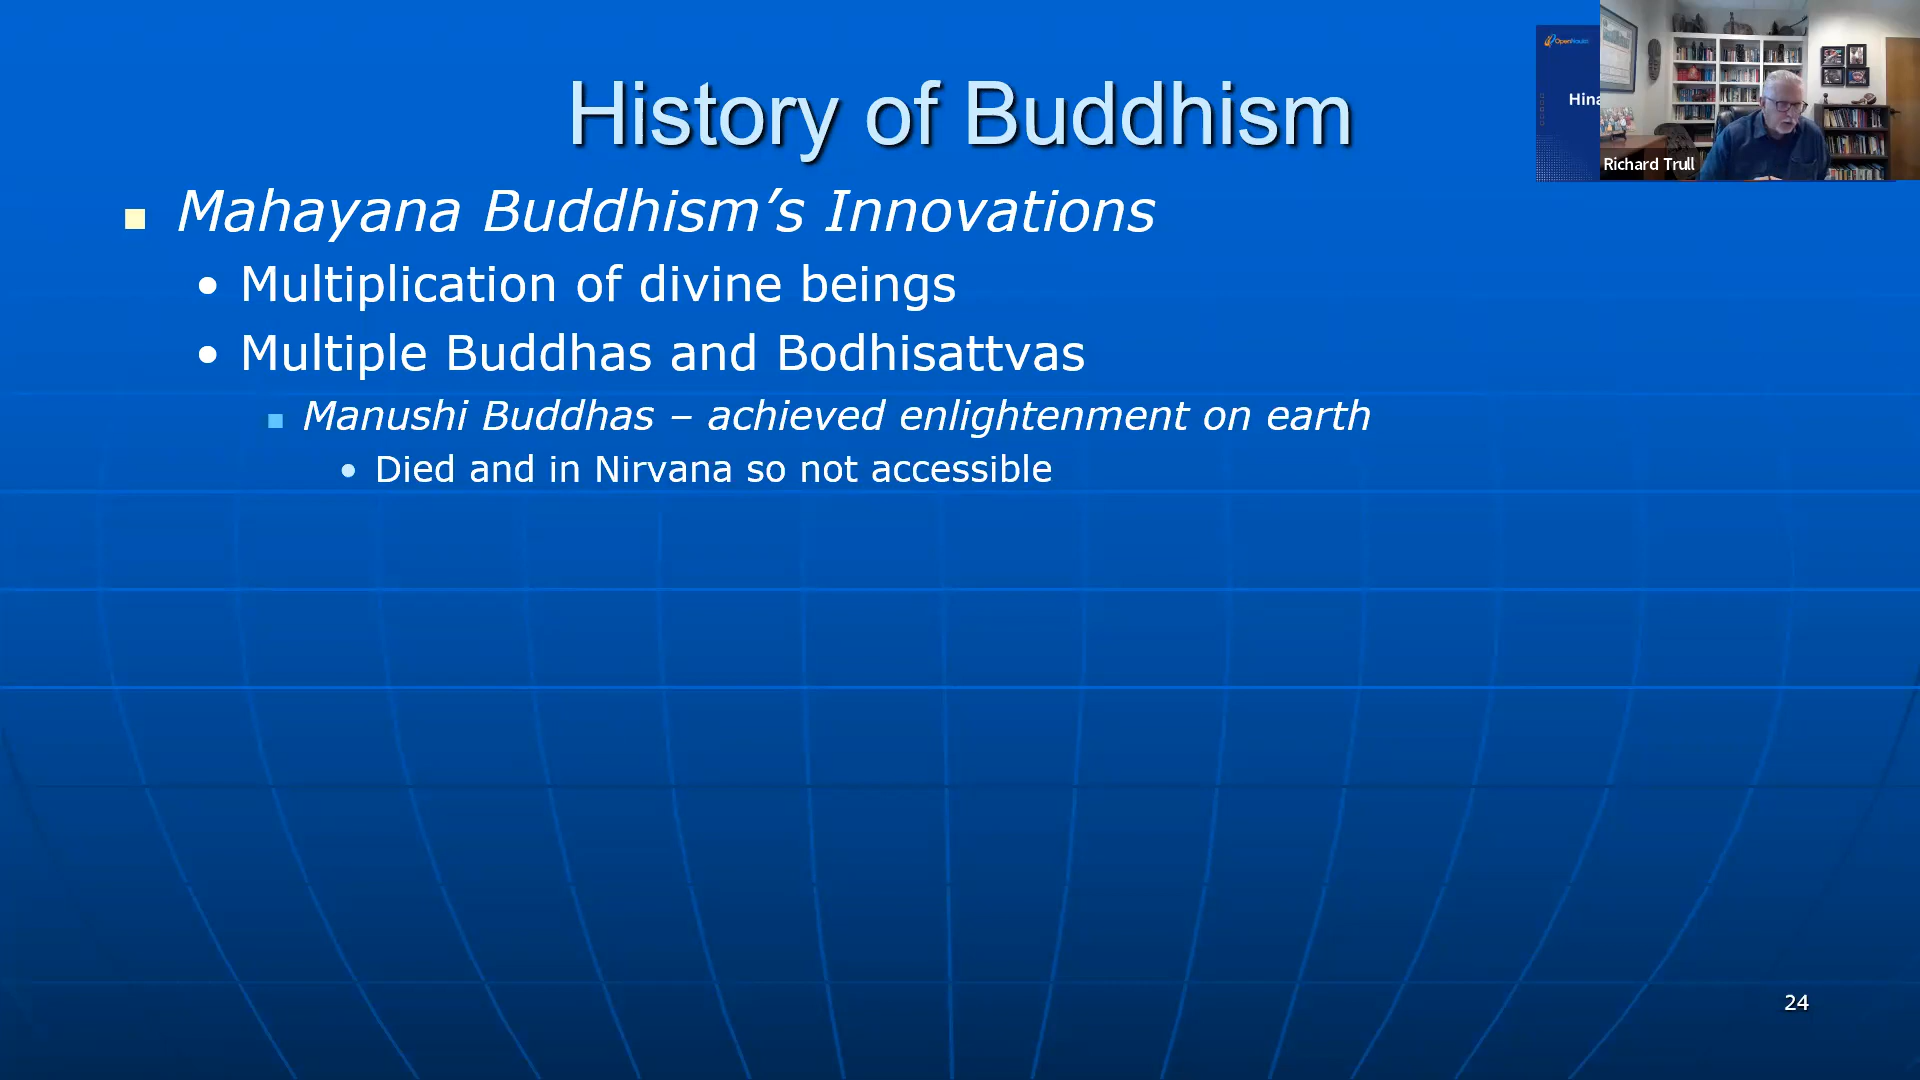 History of Buddhism
Mahayana Buddhism’s Innovations
Multiplication of divine beings
Multiple Buddhas and Bodhisattvas
Manushi Buddhas – achieved enlightenment on earth
Died and in Nirvana so not accessible
24
Hina
Richard Trull